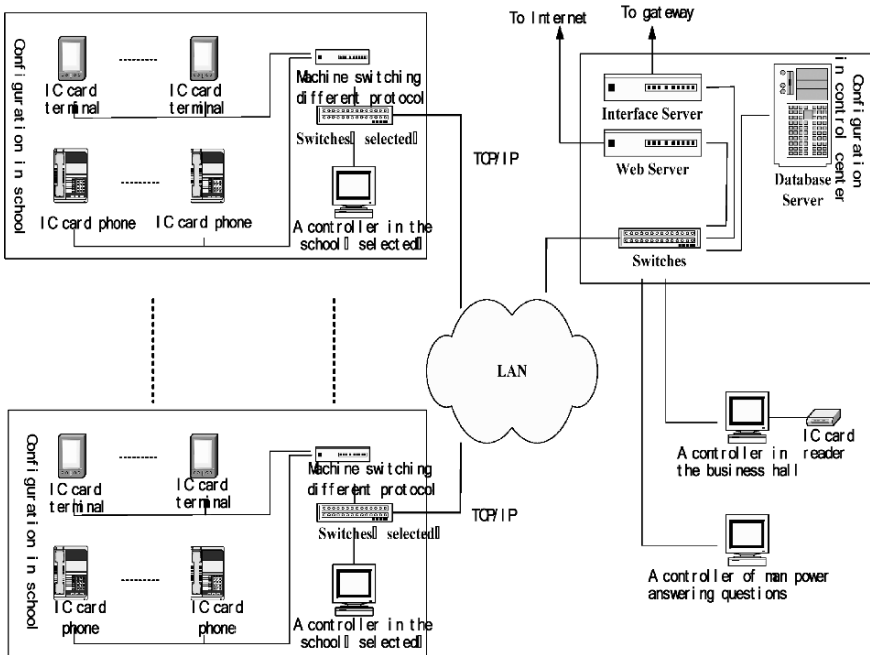 Configuration in school
IC card
terminal
IC card
terminal
Machine switching
different protocol
Switches▯ selected▯
IC card phone
IC card phone
A controller in the
school▯ selected▯
TCP/IP
To Internet
To gateway
Interface Server
Web Server
Database
Server
Configuration
in control center
Switches
LAN
Configuration in school
IC card
terminal
IC card
terminal
Machine switching
different protocol
Switches▯ selected▯
IC card
phone
IC card
phone
A controller in the
school▯ selected▯
TCP/IP
A controller in
the business hall
IC card
reader
A controller of man power
answering questions